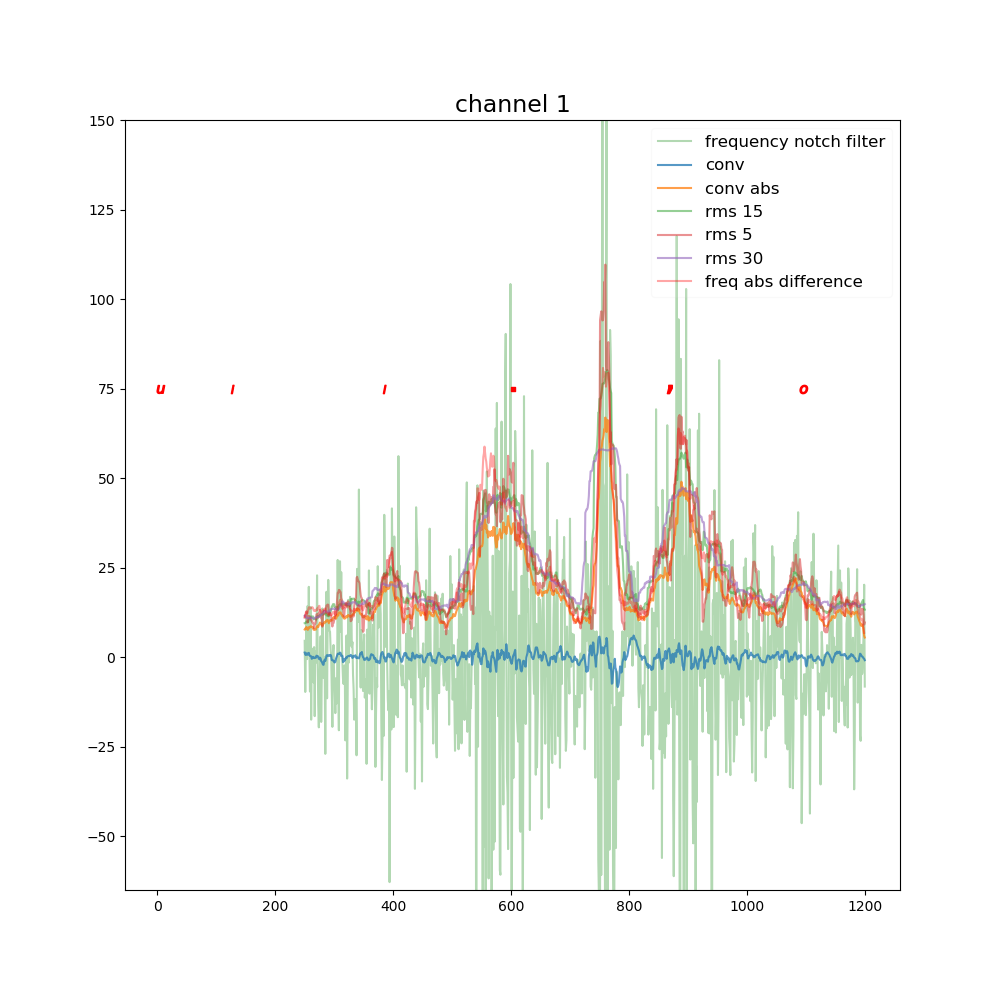 channel 1
150
frequency notch filter
conv
conv abs
rms 15
rms 5
rms 30
freq abs difference
125
100
75
u ı ı . , o
50
25
0
−25
−50
0 200 400 600 800 1000 1200